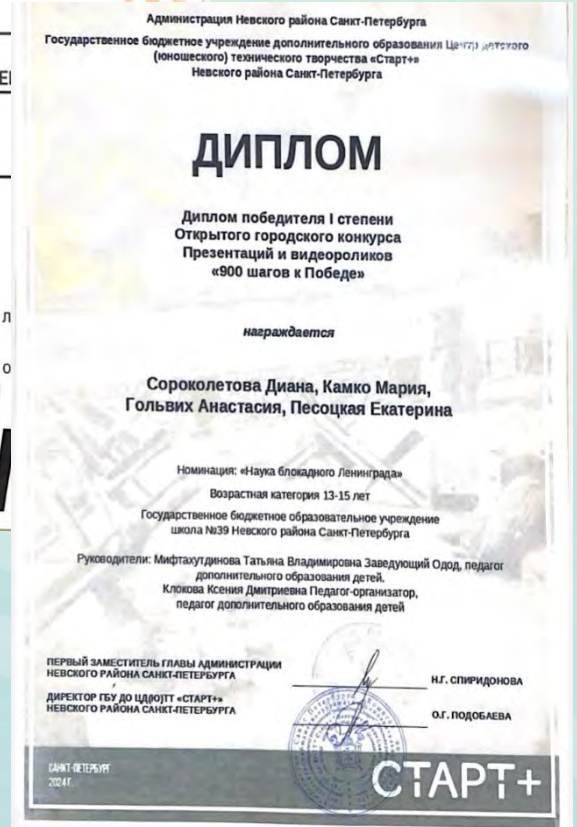 Администрация Невского района Санкт-Петербурга
Государственное бюджетное учреждение дополнительного образования Центр детского
(юношеского) технического творчества «Старт+»
Невского района Санкт-Петербурга
ДИПЛОМ
Диплом победителя I степени
Открытого городского конкурса
Презентаций и видеороликов
«900 шагов к Победе»
награждается
Сороколетова Диана, Камко Мария,
Гольвих Анастасия, Песоцкая Екатерина
Номинация: «Наука блокадного Ленинграда»
Возрастная категория 13-15 лет
Государственное бюджетное образовательное учреждение
школа №39 Невского района Санкт-Петербурга
Руководители: Мифтахутдинова Татьяна Владимировна Заведующий Одод, педагог
дополнительного образования детей.
Клокова Ксения Дмитриевна Педагог-организатор,
педагог дополнительного образования детей
ПЕРВЫЙ ЗАМЕСТИТЕЛЬ ГЛАВЫ АДМИНИСТРАЦИИ
НЕВСКОГО РАЙОНА САНКТ-ПЕТЕРБУРГА
Н.Г. СПИРИДОНОВА
ДИРЕКТОР ГБУ ДО ЦД(Ю)ТТ «СТАРТ+»
НЕВСКОГО РАЙОНА САНКТ-ПЕТЕРБУРГА
О.Г. ПОДОБАЕВА
САНКТ-ПЕТЕРБУРГ
2024 Г.
СТАРТ+